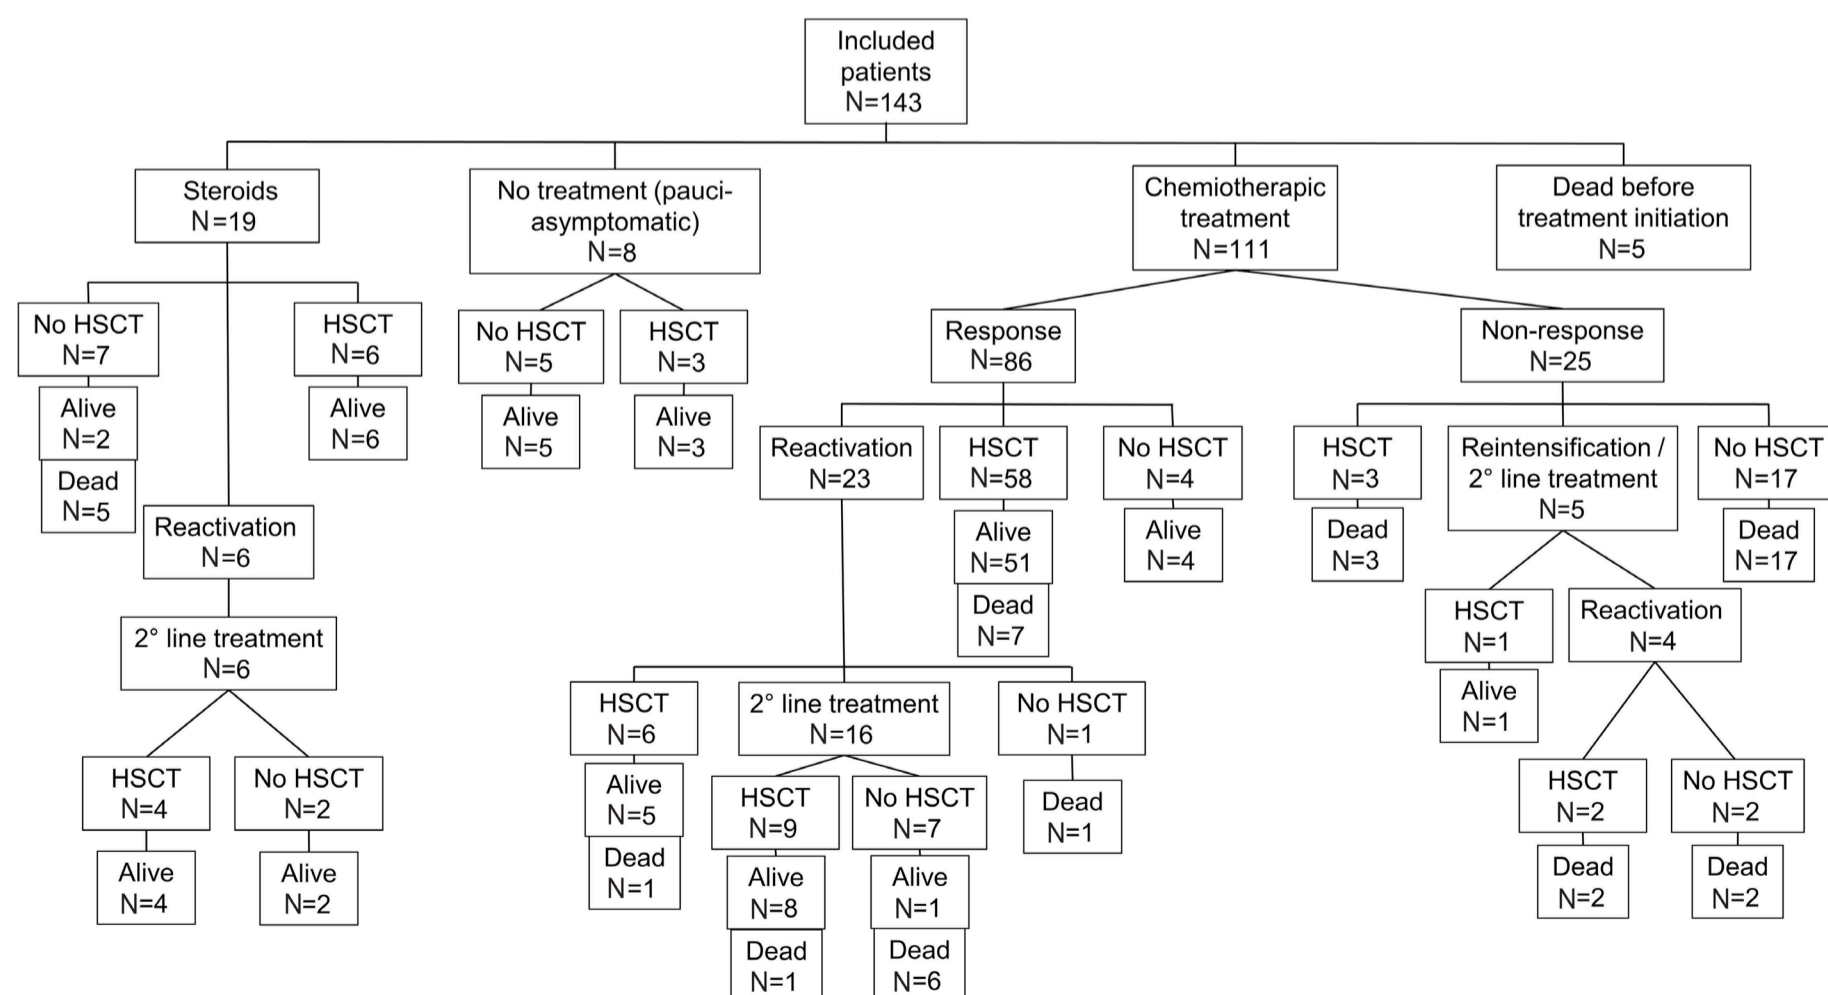 Included
patients
N=143
Steroids
N=19
No treatment (pauci-
asymptomatic)
N=8
Chemiotherapic
treatment
N=111
Dead before
treatment initiation
N=5
No HSCT
N=7
Alive
N=2
Dead
N=5
HSCT
N=6
Alive
N=6
Reactivation
N=6
2° line treatment
N=6
HSCT
N=4
Alive
N=4
No HSCT
N=2
Alive
N=2
No HSCT
N=5
Alive
N=5
HSCT
N=3
Alive
N=3
Response
N=86
Reactivation
N=23
HSCT
N=58
Alive
N=51
Dead
N=7
No HSCT
N=4
Alive
N=4
HSCT
N=6
Alive
N=5
Dead
N=1
2° line treatment
N=16
HSCT
N=9
Alive
N=8
Dead
N=1
No HSCT
N=7
Alive
N=1
Dead
N=6
No HSCT
N=1
Dead
N=1
Non-response
N=25
HSCT
N=3
Dead
N=3
Reintensification /
2° line treatment
N=5
No HSCT
N=17
Dead
N=17
HSCT
N=1
Alive
N=1
Reactivation
N=4
HSCT
N=2
Dead
N=2
No HSCT
N=2
Dead
N=2